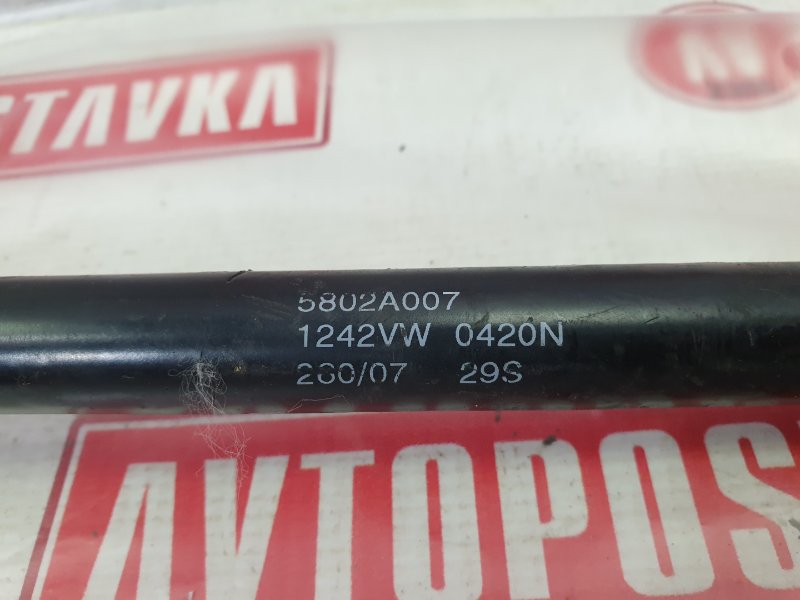 STAVKA
5802A007
1242VW 0420N
260/07 29S
AVTOPOS